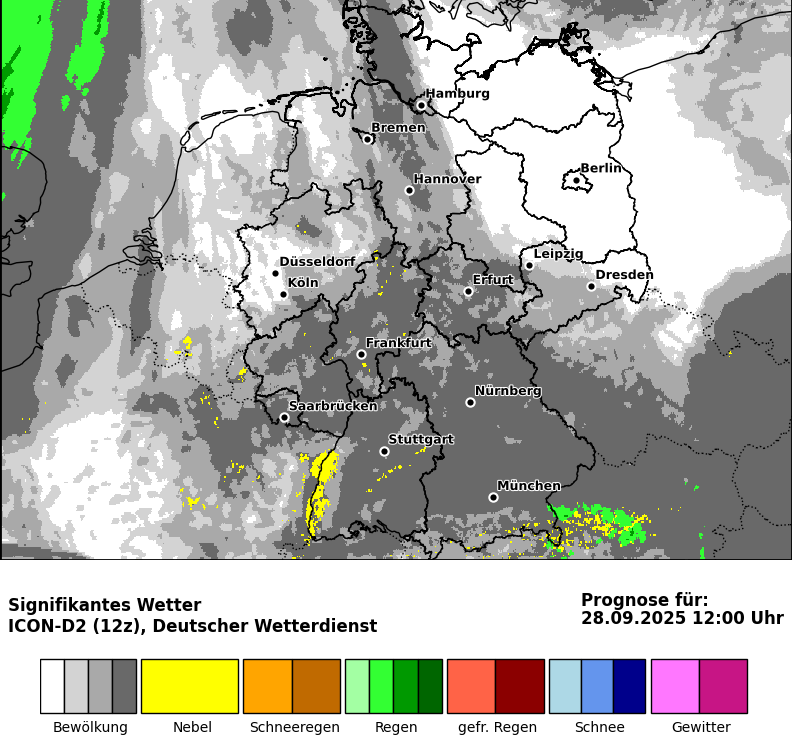 Hamburg
Bremen
Hannover
Berlin
Leipzig
Düsseldorf
Köln
Erfurt
Dresden
Frankfurt
Nürnberg
Saarbrücken
Stuttgart
München
Signifikantes Wetter
ICON-D2 (12z), Deutscher Wetterdienst
Prognose für:
28.09.2025 12:00 Uhr
Bewölkung
Nebel
Schneeregen
Regen
gefr. Regen
Schnee
Gewitter